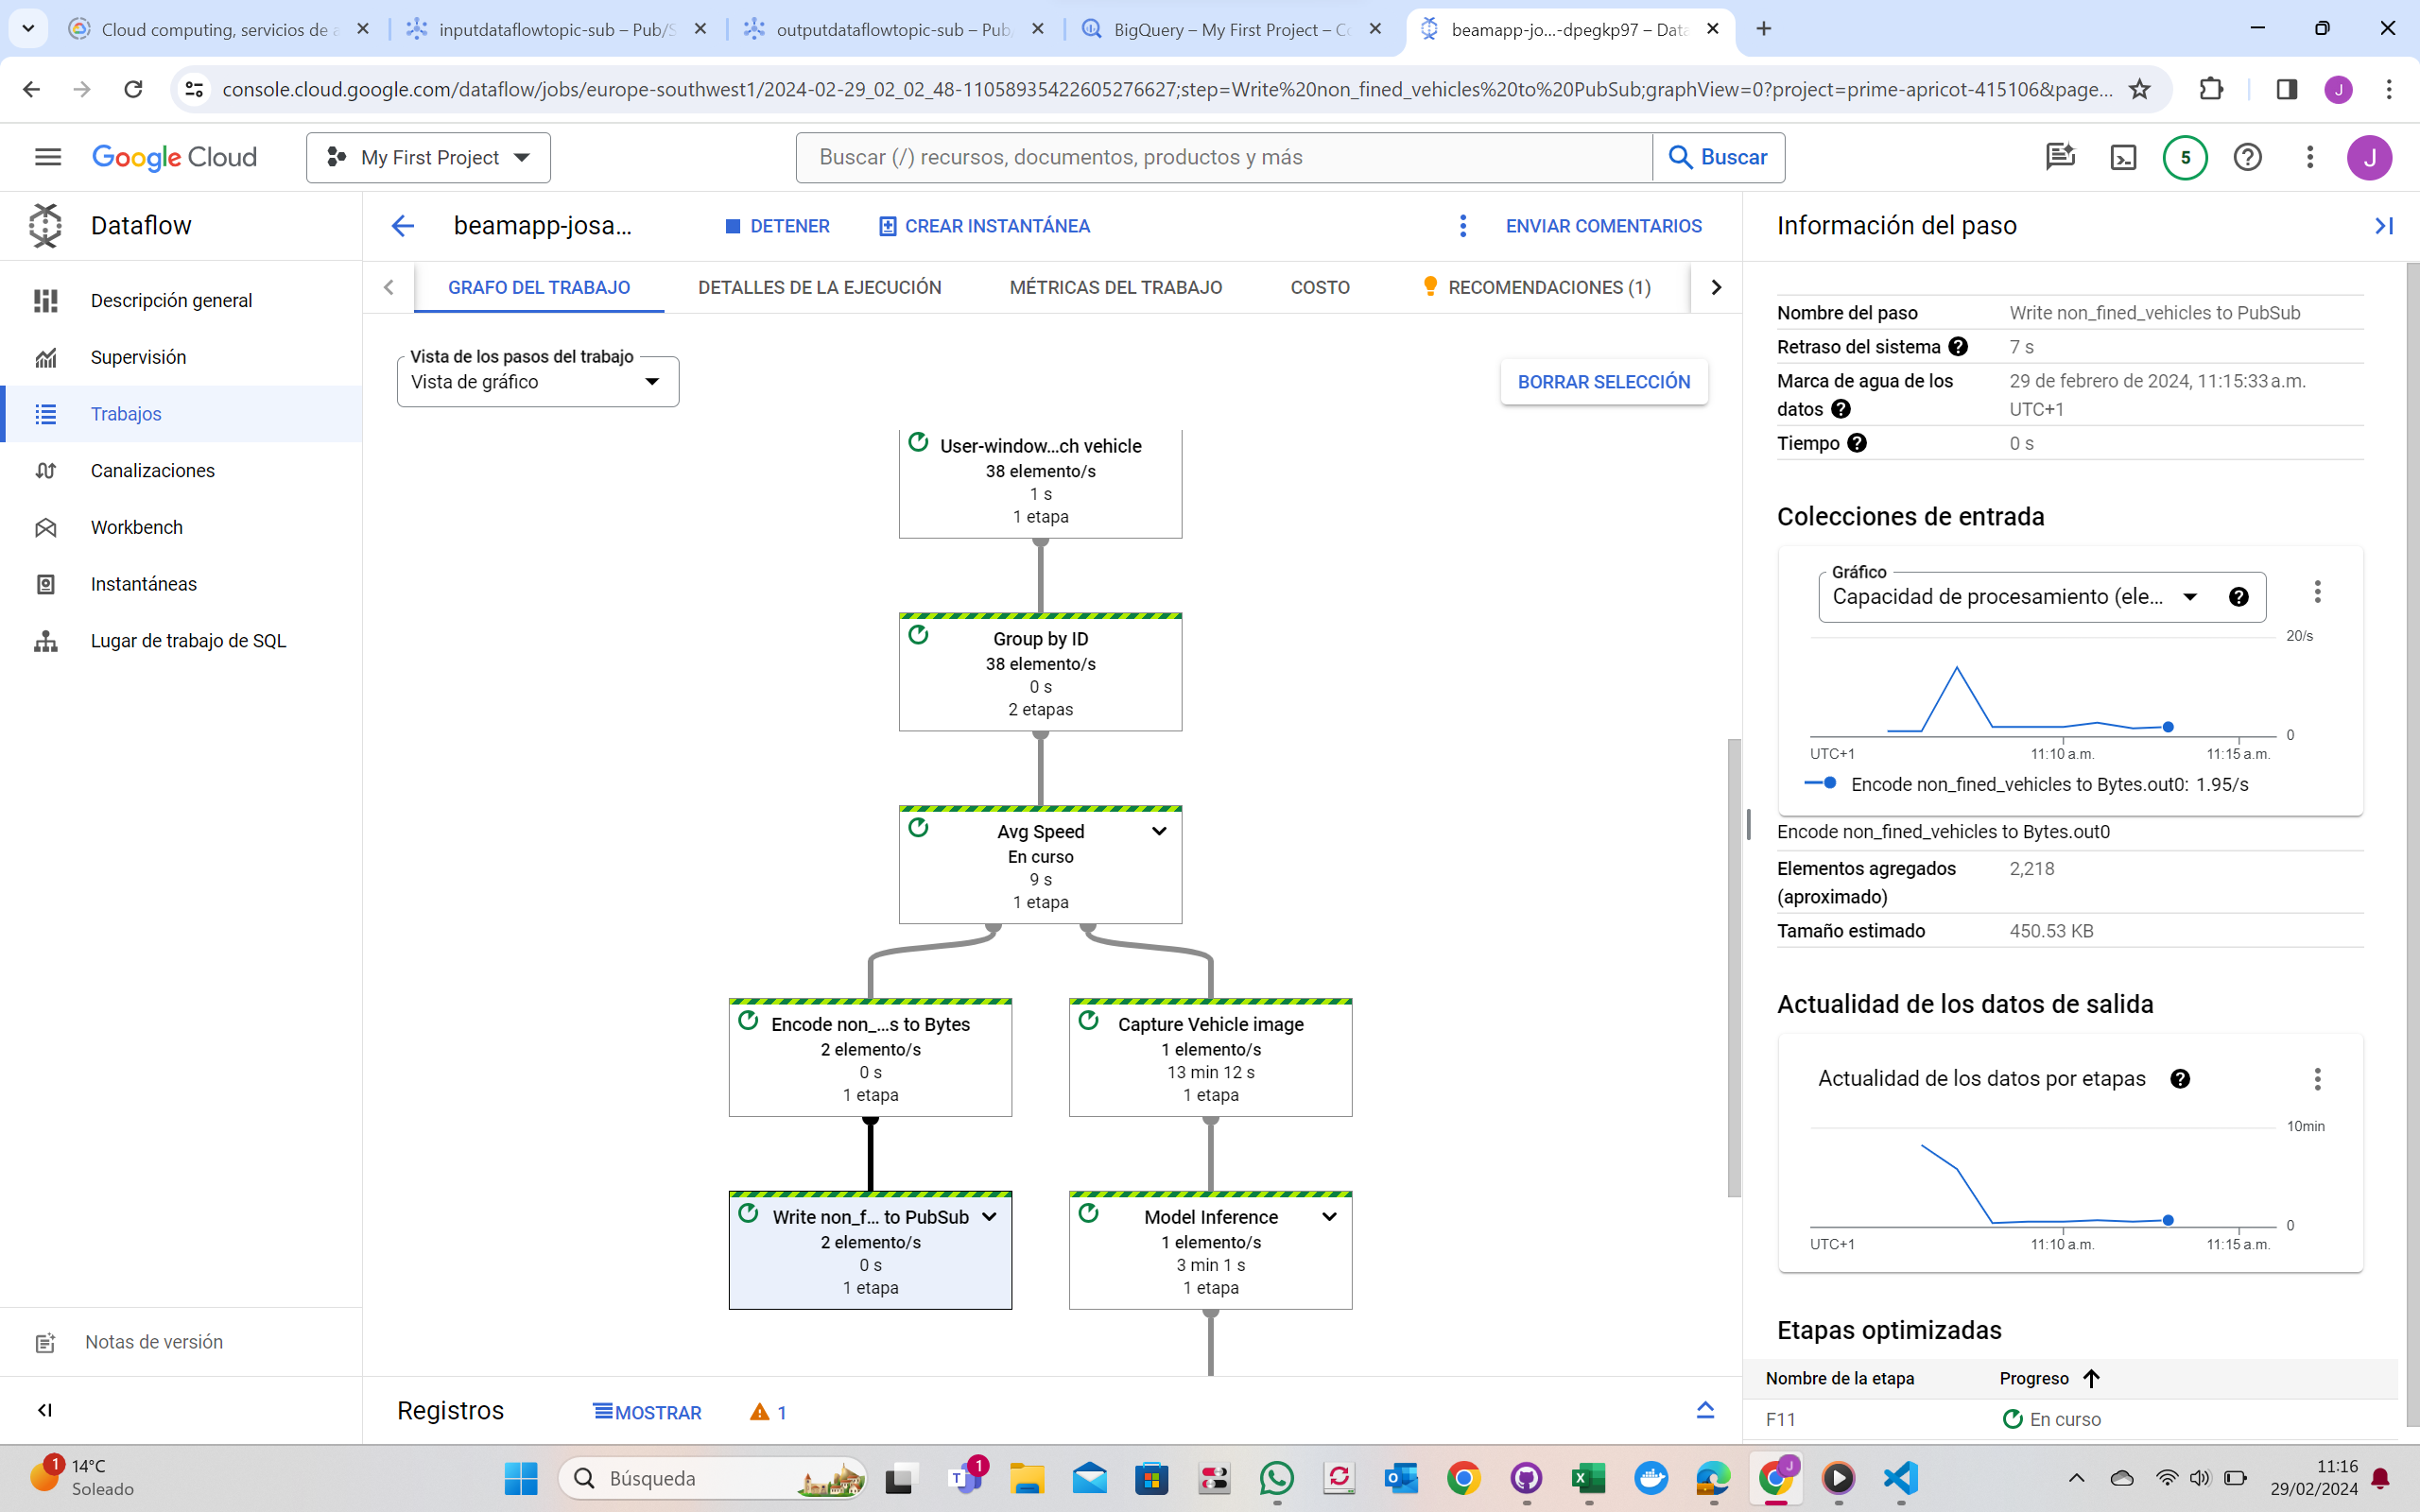 Cloud computing, servicios de a
inputdataflowtopic-sub – Pub/S
outputdataflowtopic-sub – Pub,
BigQuery – My First Project – Co
beamapp-jo...-dpegkp97 – Data
console.cloud.google.com/dataflow/jobs/europe-southwest1/2024-02-29_02_02_48-11058935422605276627;step=Write%20non_fined_vehicles%20to%20PubSub;graphView=0?project=prime-apricot-415106&page...
J
Google Cloud
My First Project
Buscar (/) recursos, documentos, productos y más
Buscar
5
J
Dataflow
beamapp-josa...
DETENER
CREAR INSTANTÁNEA
ENVIAR COMENTARIOS
Información del paso
Descripción general
Supervisión
Trabajos
Canalizaciones
Workbench
Instantáneas
Lugar de trabajo de SQL
Notas de versión
GRAFO DEL TRABAJO
DETALLES DE LA EJECUCIÓN
MÉTRICAS DEL TRABAJO
COSTO
RECOMENDACIONES (1)
Vista de los pasos del trabajo
Vista de gráfico
BORRAR SELECCIÓN
User-window...ch vehicle
38 elemento/s
1 s
1 etapa
Group by ID
38 elemento/s
0 s
2 etapas
Avg Speed
En curso
9 s
1 etapa
Encode non_...s to Bytes
2 elemento/s
0 s
1 etapa
Capture Vehicle image
1 elemento/s
13 min 12 s
1 etapa
Write non_f... to PubSub
2 elemento/s
0 s
1 etapa
Model Inference
1 elemento/s
3 min 1 s
1 etapa
Registros
MOSTRAR
1
Nombre del paso
Write non_fined_vehicles to PubSub
Retraso del sistema
7 s
Marca de agua de los
datos
29 de febrero de 2024, 11:15:33 a.m.
UTC+1
Tiempo
0 s
Colecciones de entrada
Gráfico
Capacidad de procesamiento (ele...
20/s
0
UTC+1
11:10 a.m.
11:15 a.m.
Encode non_fined_vehicles to Bytes.out0: 1.95/s
Encode non_fined_vehicles to Bytes.out0
Elementos agregados
(aproximado)
2,218
Tamaño estimado
450.53 KB
Actualidad de los datos de salida
Actualidad de los datos por etapas
10min
0
UTC+1
11:10 a.m.
11:15 a.m.
Etapas optimizadas
Nombre de la etapa
Progreso
F11
En curso
1
14°C
Soleado
Búsqueda
1
J
11:16
29/02/2024